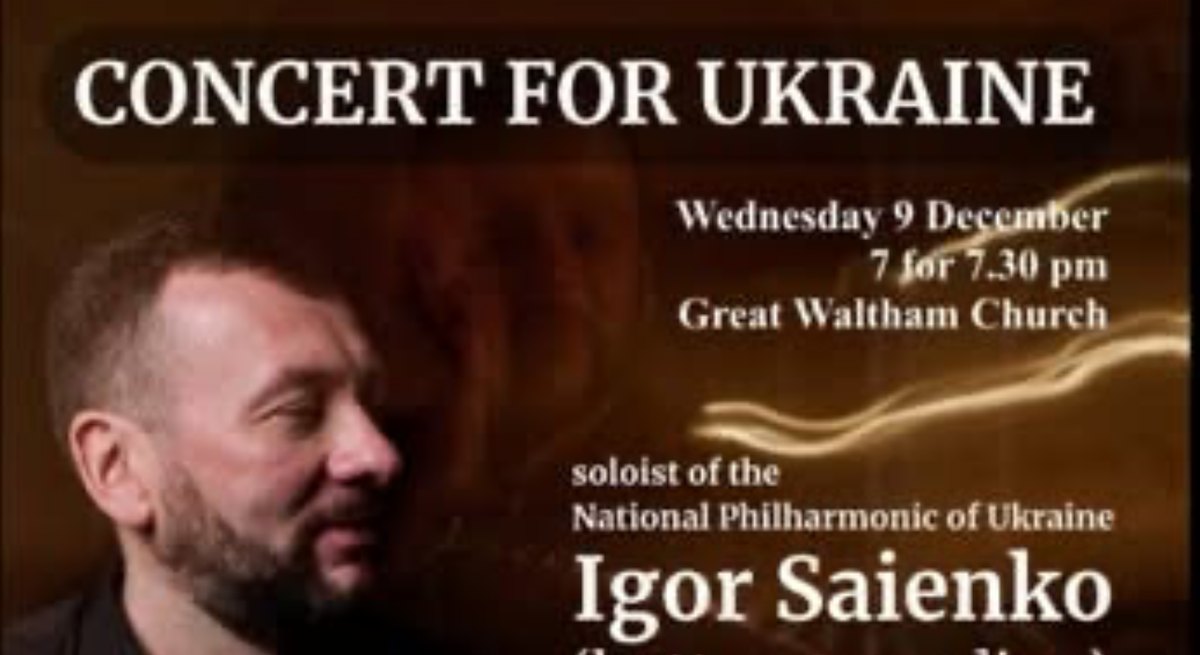 CONCERT FOR UKRAINE
Wednesday 9 December
7 for 7.30 pm
Great Waltham Church
soloist of the
National Philharmonic of Ukraine
Igor Saienko